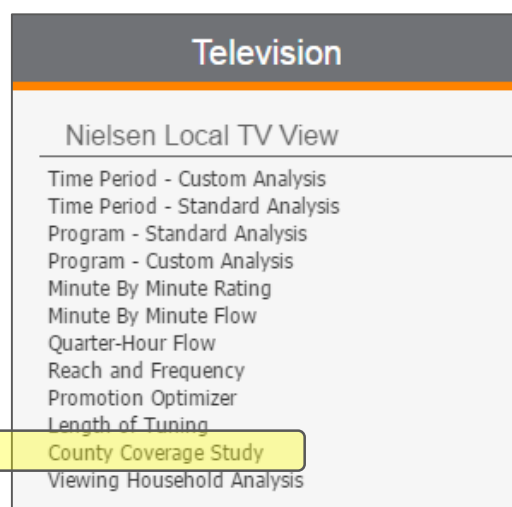 Television
Nielsen Local TV View
Time Period - Custom Analysis
Time Period - Standard Analysis
Program - Standard Analysis
Program - Custom Analysis
Minute By Minute Rating
Minute By Minute Flow
Quarter-Hour Flow
Reach and Frequency
Promotion Optimizer
Length of Tuning
County Coverage Study
Viewing Household Analysis